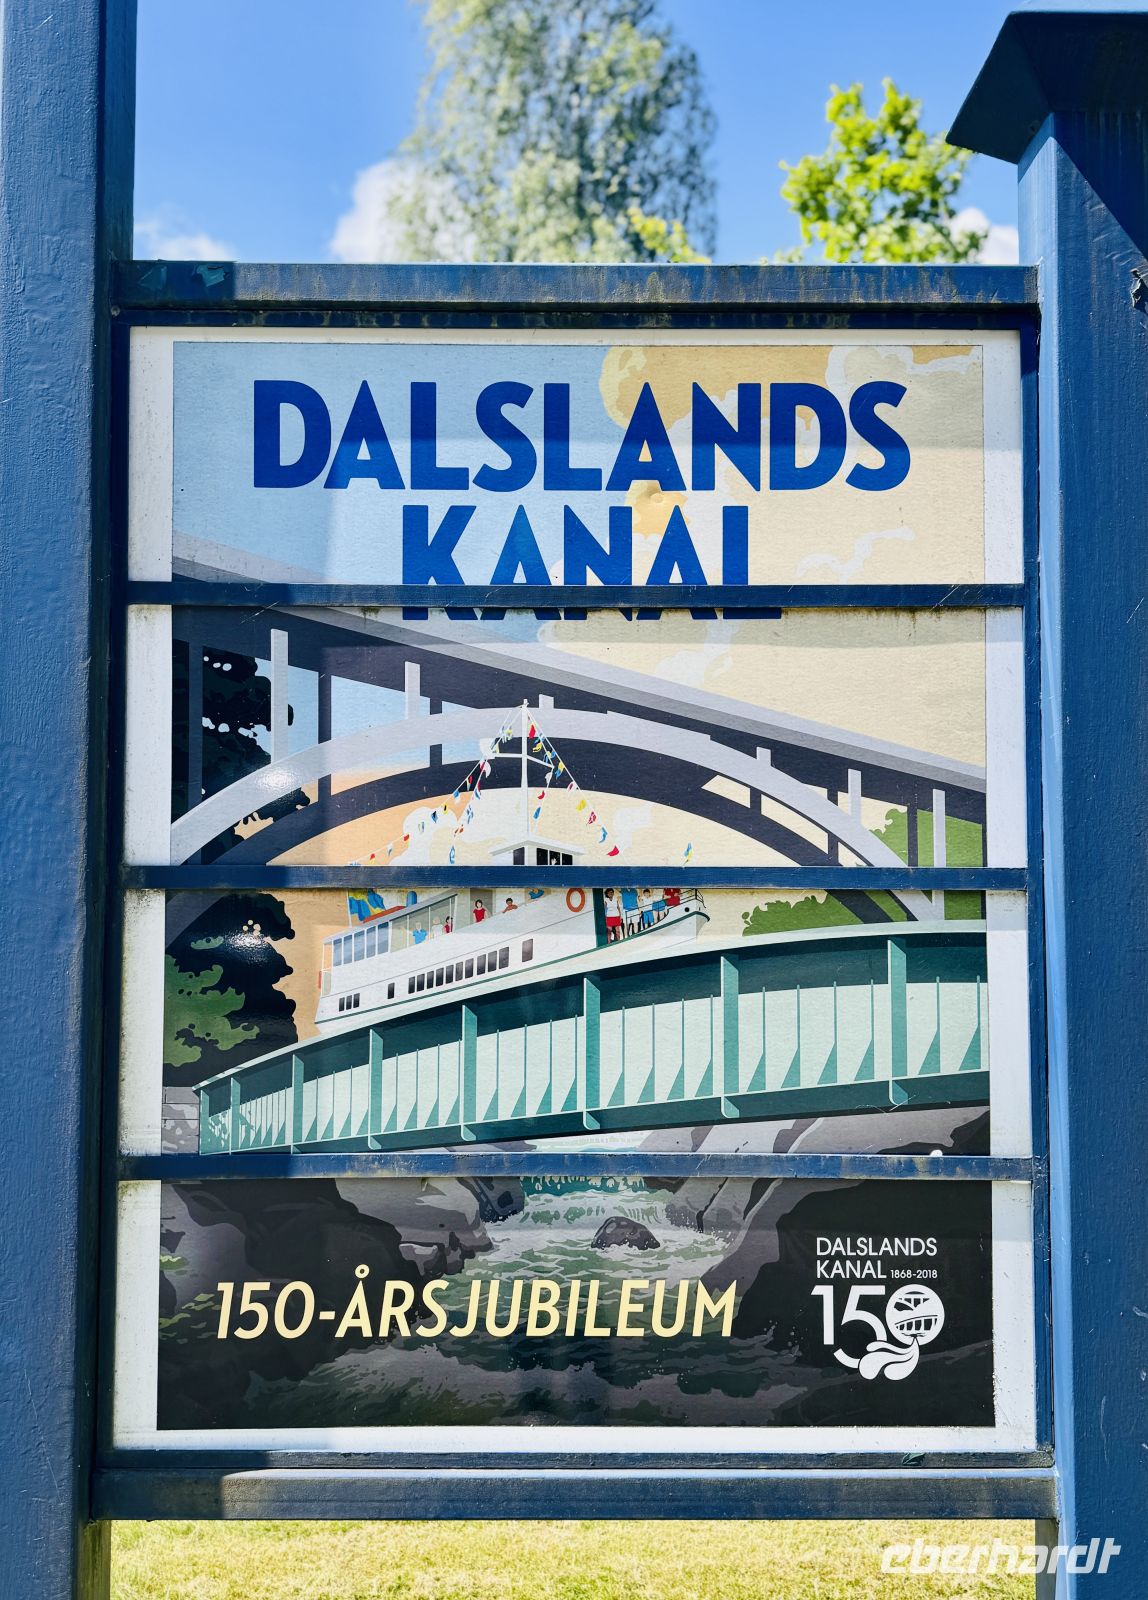 DALSLANDS
KANAL
150-ÅRSJUBILEUM
DALSLANDS
KANAL 1868-2018
150
eberhardt